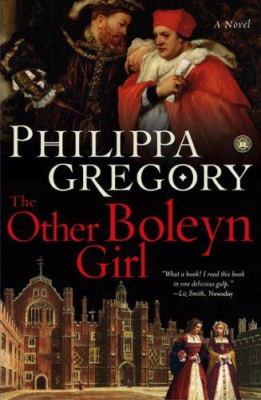 A Novel
PHILIPPA
GREGORY
The
Other Boleyn
Girl
"What a book! I read this book
in one delicious gulp."
—Liz Smith, Newsday